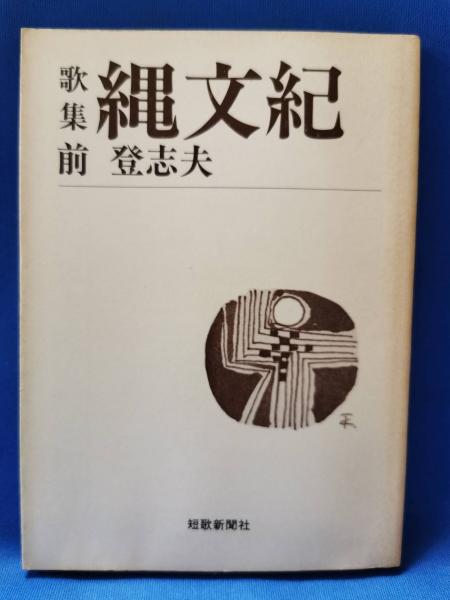 歌集 縄文紀
前 登志夫
短歌新聞社